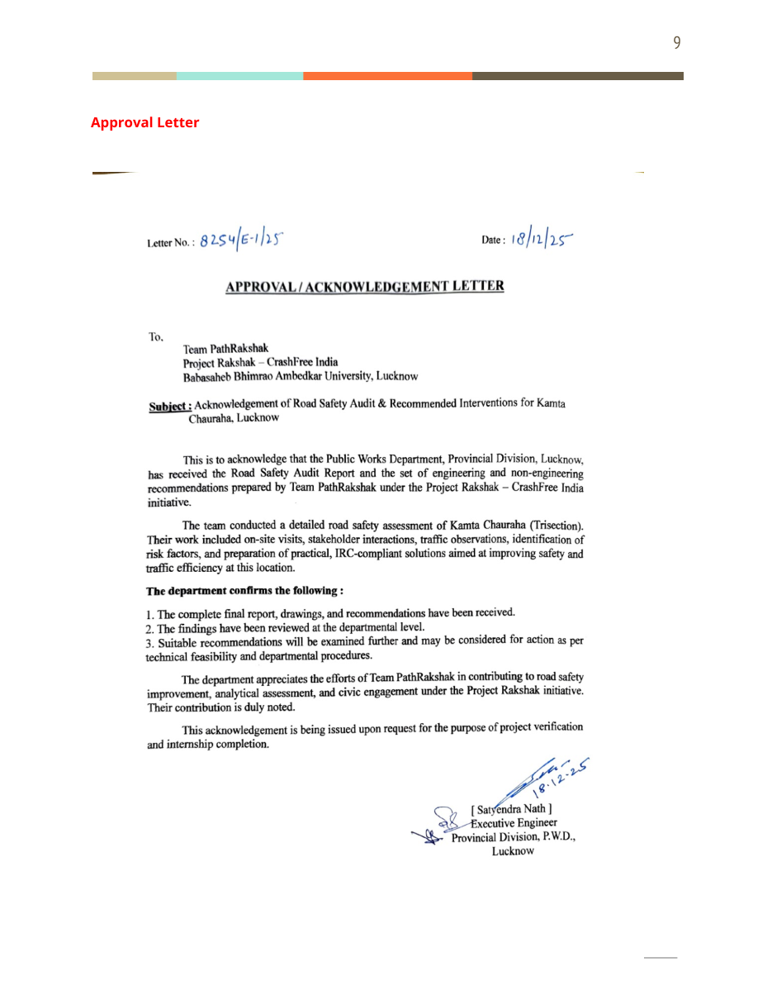 9
Approval Letter
Letter No. : 8254/E-1/25
Date : 18/12/25
APPROVAL / ACKNOWLEDGEMENT LETTER
To,
Team PathRakshak
Project Rakshak – CrashFree India
Babasaheb Bhimrao Ambedkar University, Lucknow
Subject : Acknowledgement of Road Safety Audit & Recommended Interventions for Kamta
Chauraha, Lucknow
This is to acknowledge that the Public Works Department, Provincial Division, Lucknow,
has received the Road Safety Audit Report and the set of engineering and non-engineering
recommendations prepared by Team PathRakshak under the Project Rakshak – CrashFree India
initiative.
The team conducted a detailed road safety assessment of Kamta Chauraha (Trisection).
Their work included on-site visits, stakeholder interactions, traffic observations, identification of
risk factors, and preparation of practical, IRC-compliant solutions aimed at improving safety and
traffic efficiency at this location.
The department confirms the following :
1. The complete final report, drawings, and recommendations have been received.
2. The findings have been reviewed at the departmental level.
3. Suitable recommendations will be examined further and may be considered for action as per
technical feasibility and departmental procedures.
The department appreciates the efforts of Team PathRakshak in contributing to road safety
improvement, analytical assessment, and civic engagement under the Project Rakshak initiative.
Their contribution is duly noted.
This acknowledgement is being issued upon request for the purpose of project verification
and internship completion.
18.12.25
[ Satyendra Nath ]
Executive Engineer
Provincial Division, P.W.D.,
Lucknow